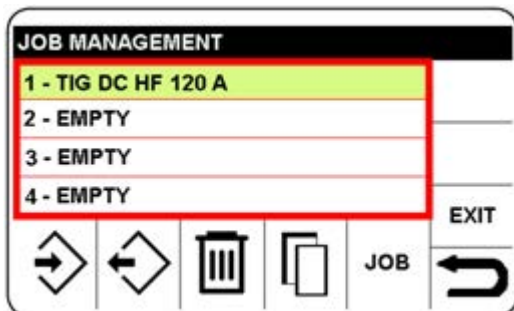 JOB MANAGEMENT
1 - TIG DC HF 120 A
2 - EMPTY
3 - EMPTY
4 - EMPTY
EXIT
JOB